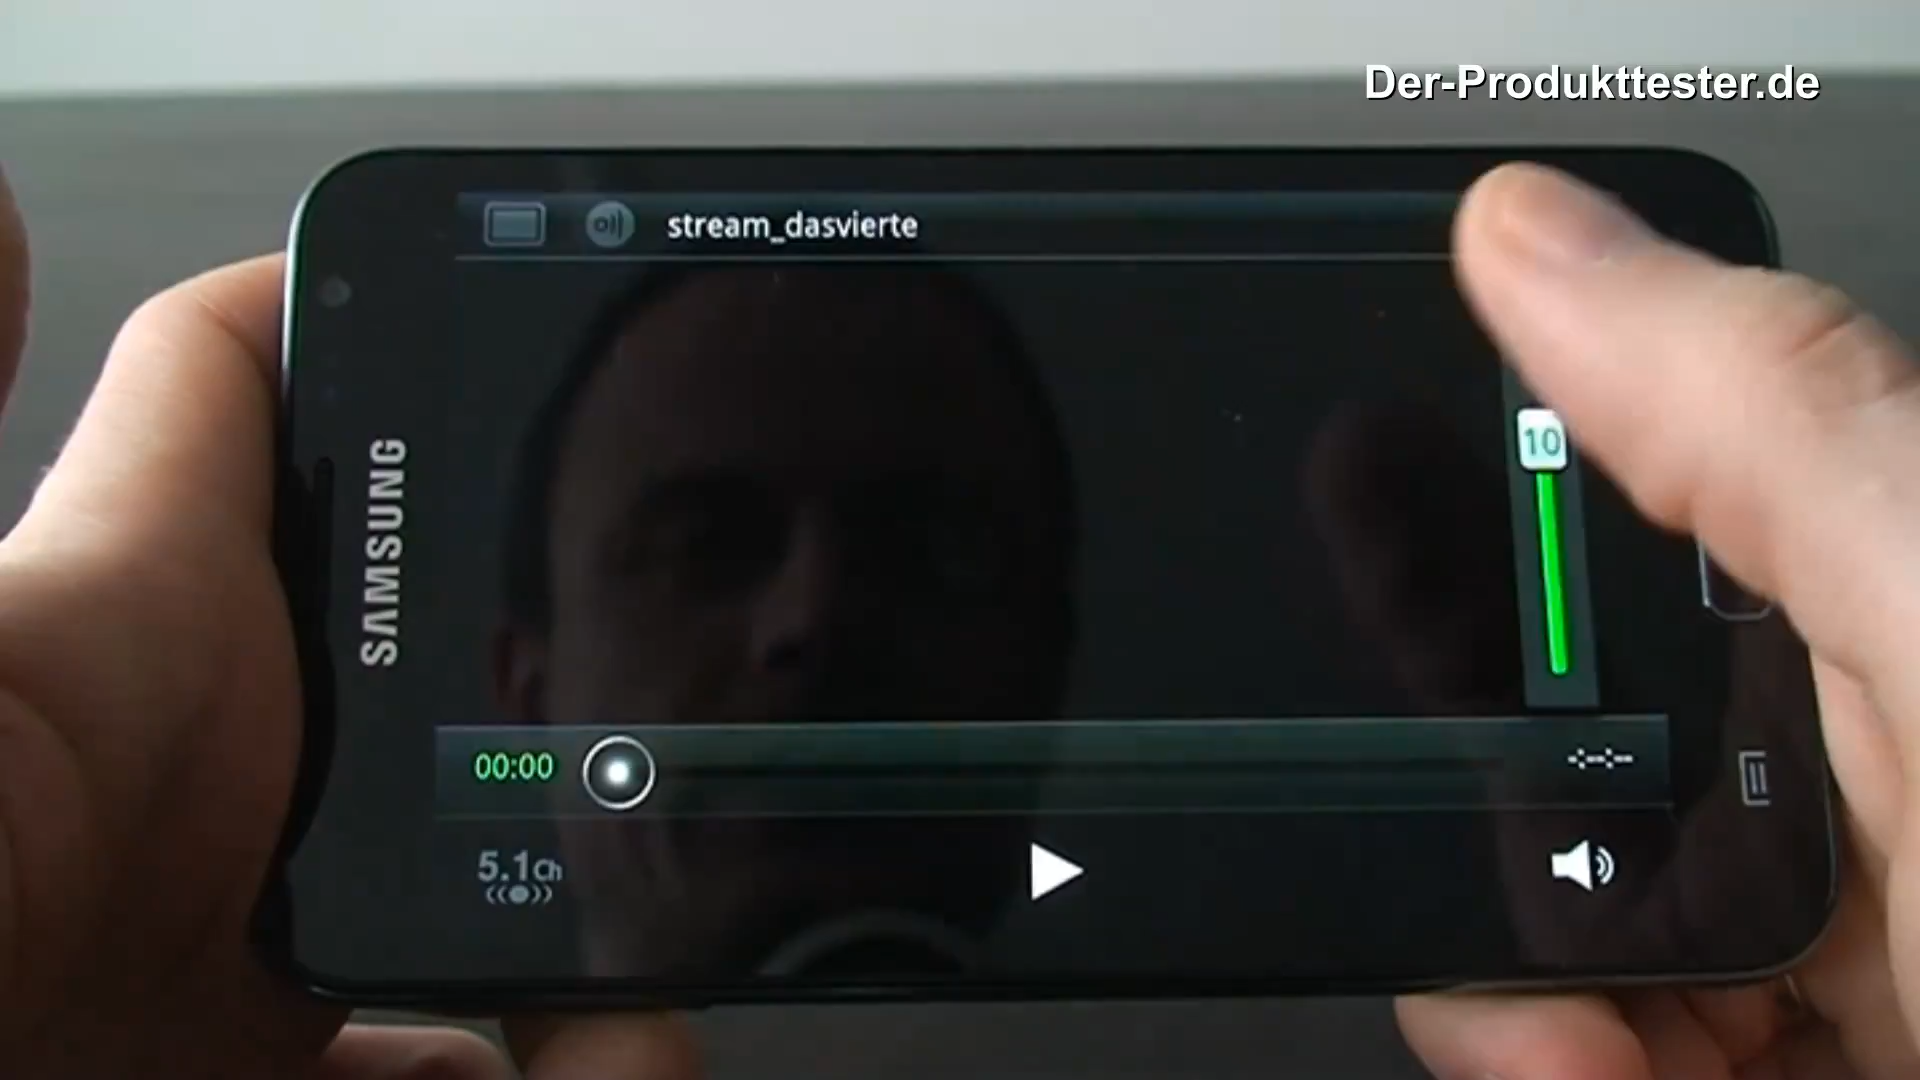 Der-Produkttester.de
stream_dasvierte
SAMSUNG
10
00:00
-:--:--
5.1Ch